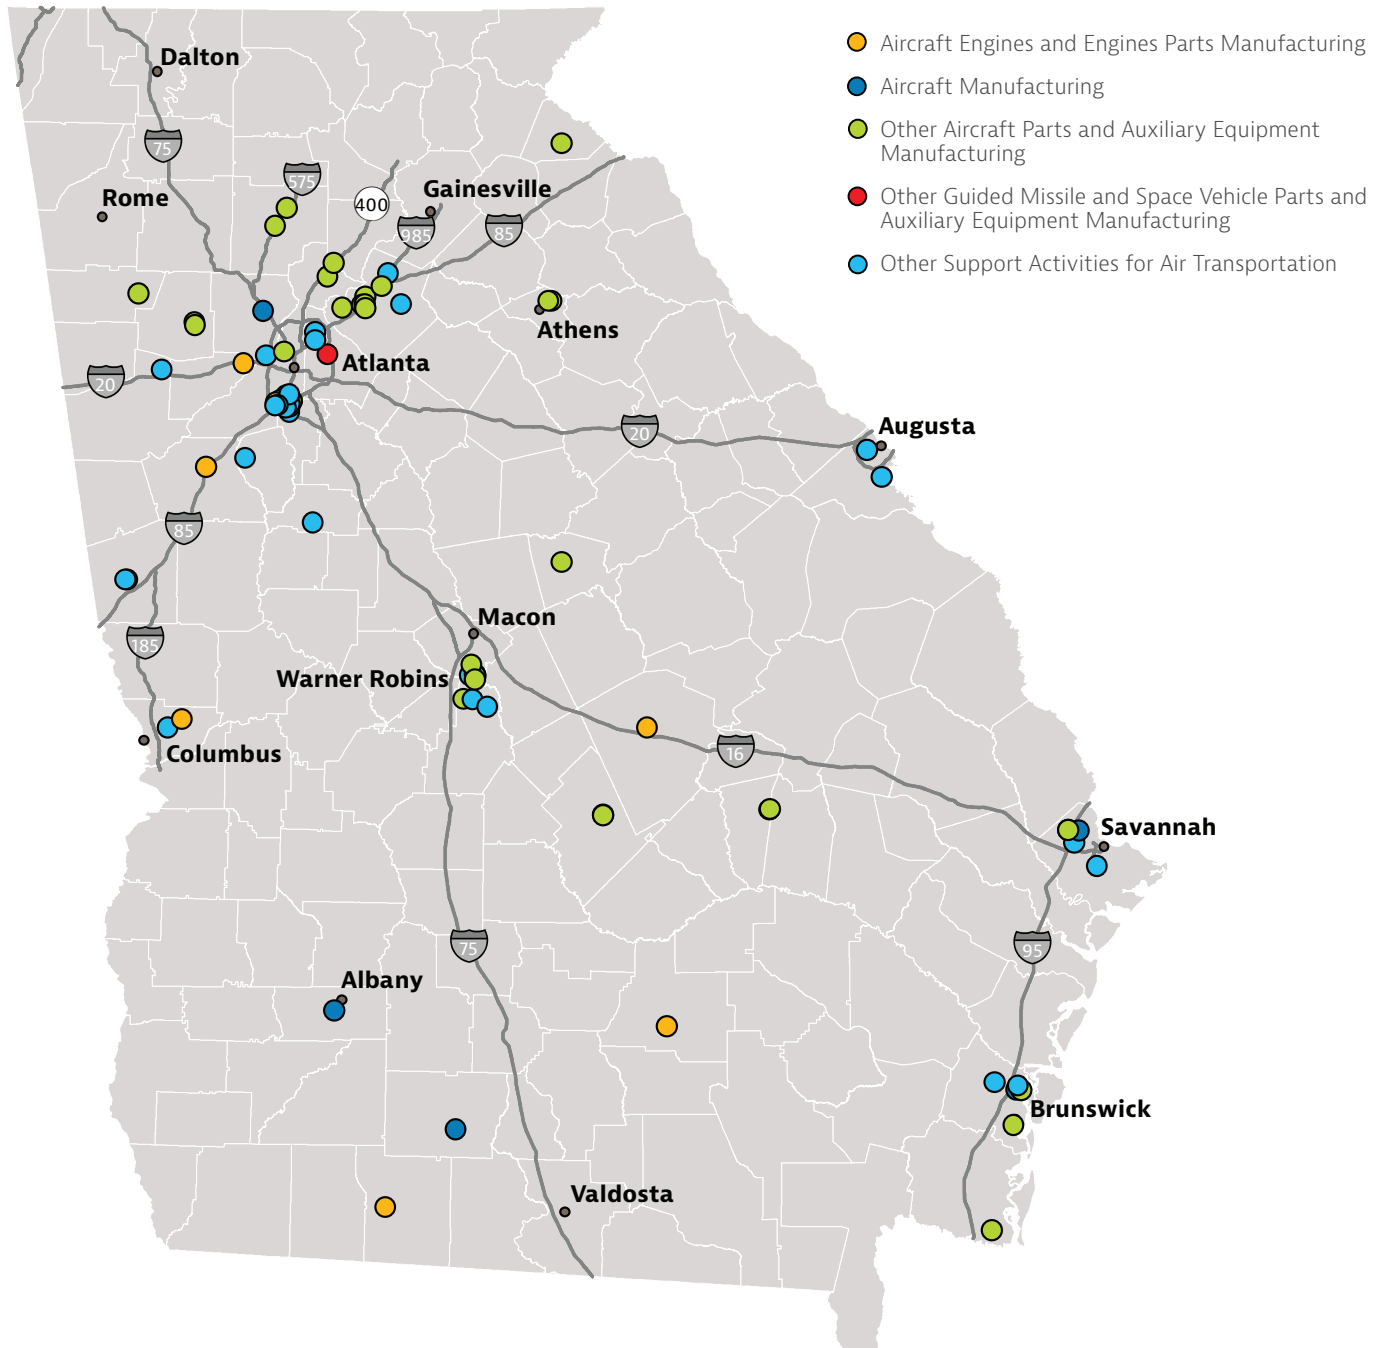 Aircraft Engines and Engines Parts Manufacturing
Aircraft Manufacturing
Other Aircraft Parts and Auxiliary Equipment
Manufacturing
Other Guided Missile and Space Vehicle Parts and
Auxiliary Equipment Manufacturing
Other Support Activities for Air Transportation
Dalton
75
575
Rome
400
Gainesville
985
85
Athens
Atlanta
20
20
Augusta
85
Macon
185
Warner Robins
Columbus
16
Savannah
75
95
Albany
Brunswick
Valdosta